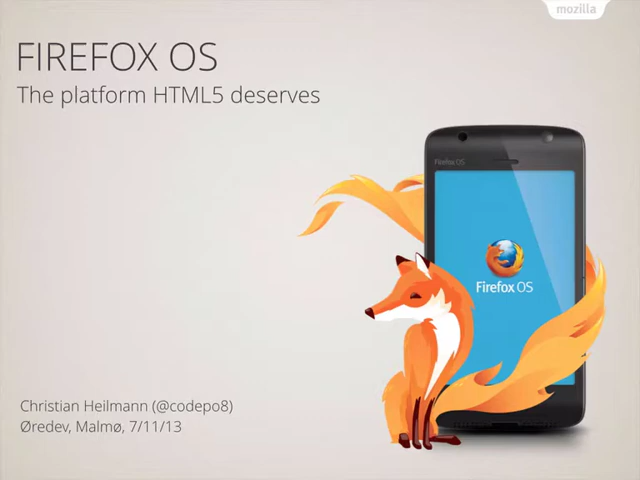 mozilla
FIREFOX OS
The platform HTML5 deserves
Firefox OS
Firefox OS
Christian Heilmann (@codepo8)
Øredev, Malmø, 7/11/13